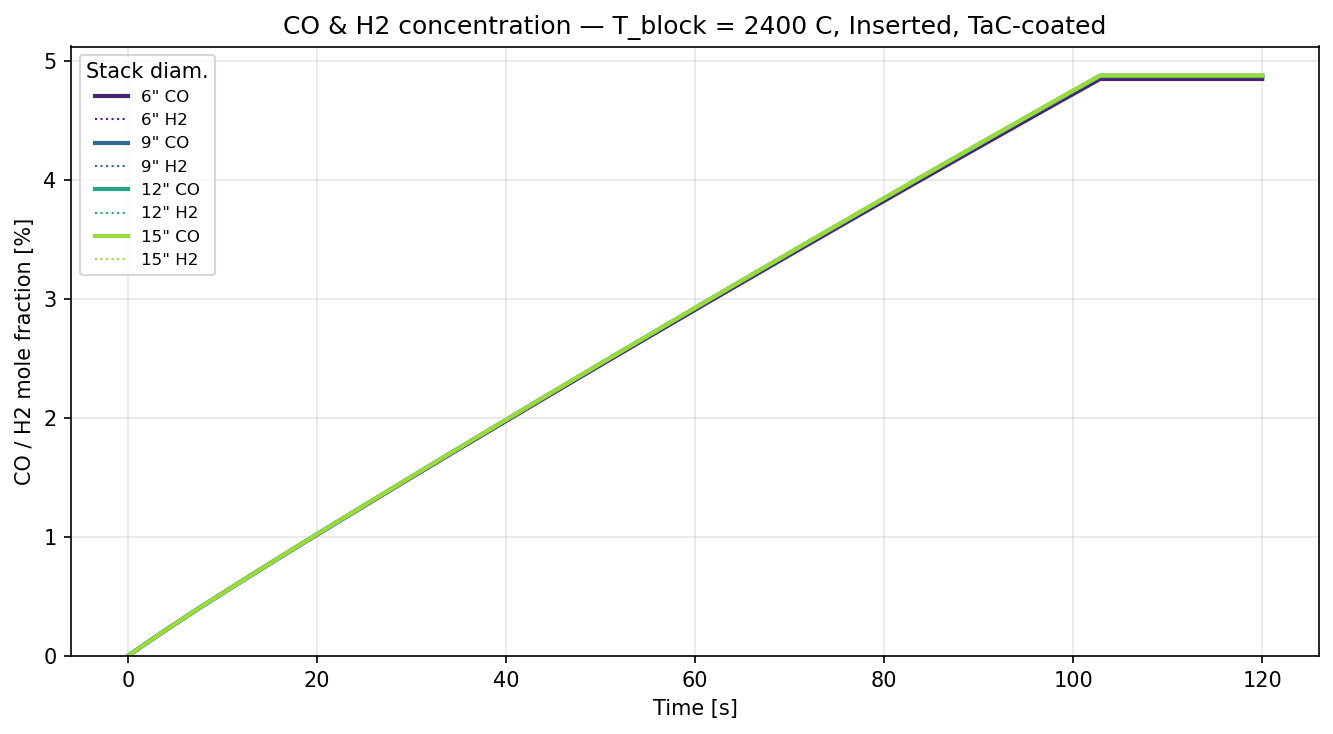 CO & H2 concentration — T_block = 2400 C, Inserted, TaC-coated
CO / H2 mole fraction [%]
5
4
3
2
1
0
Stack diam.
6" CO
6" H2
9" CO
9" H2
12" CO
12" H2
15" CO
15" H2
0 20 40 60 80 100 120
Time [s]